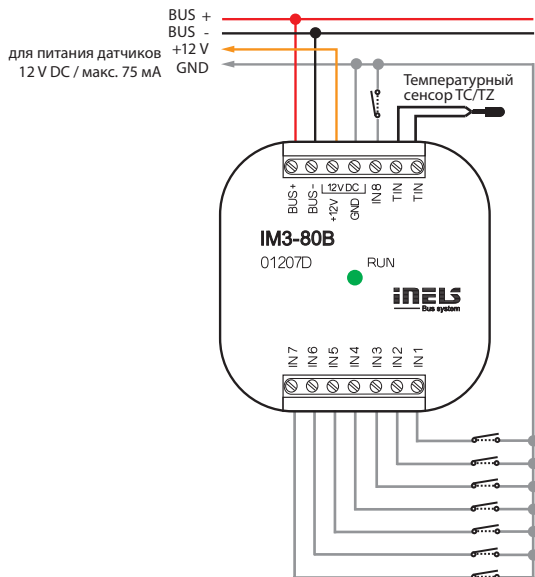 BUS +
BUS -
для питания датчиков
+12 V
12 V DC / макс. 75 мА
GND
Температурный
сенсор TC/TZ
BUS+
BUS-
12V DC
+12V
GND
IN8
TIN
TIN
IM3-80B
01207D
RUN
iNELS
Bus system
IN7
IN6
IN5
IN4
IN3
IN2
IN1